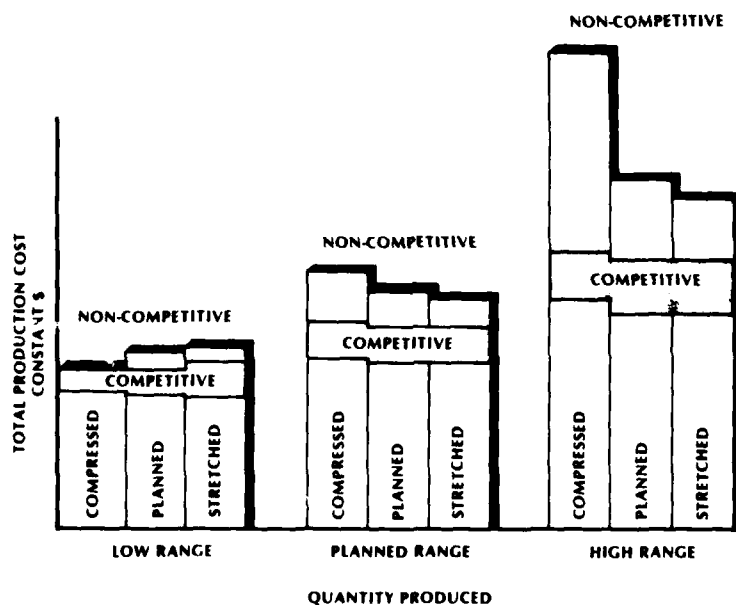 NON-COMPETITIVE
COMPETITIVE
NON-COMPETITIVE
COMPETITIVE
NON-COMPETITIVE
COMPETITIVE
TOTAL PRODUCTION COST
CONSTANT $
COMPRESSED
PLANNED
STRETCHED
COMPRESSED
PLANNED
STRETCHED
COMPRESSED
PLANNED
STRETCHED
LOW RANGE
PLANNED RANGE
HIGH RANGE
QUANTITY PRODUCED